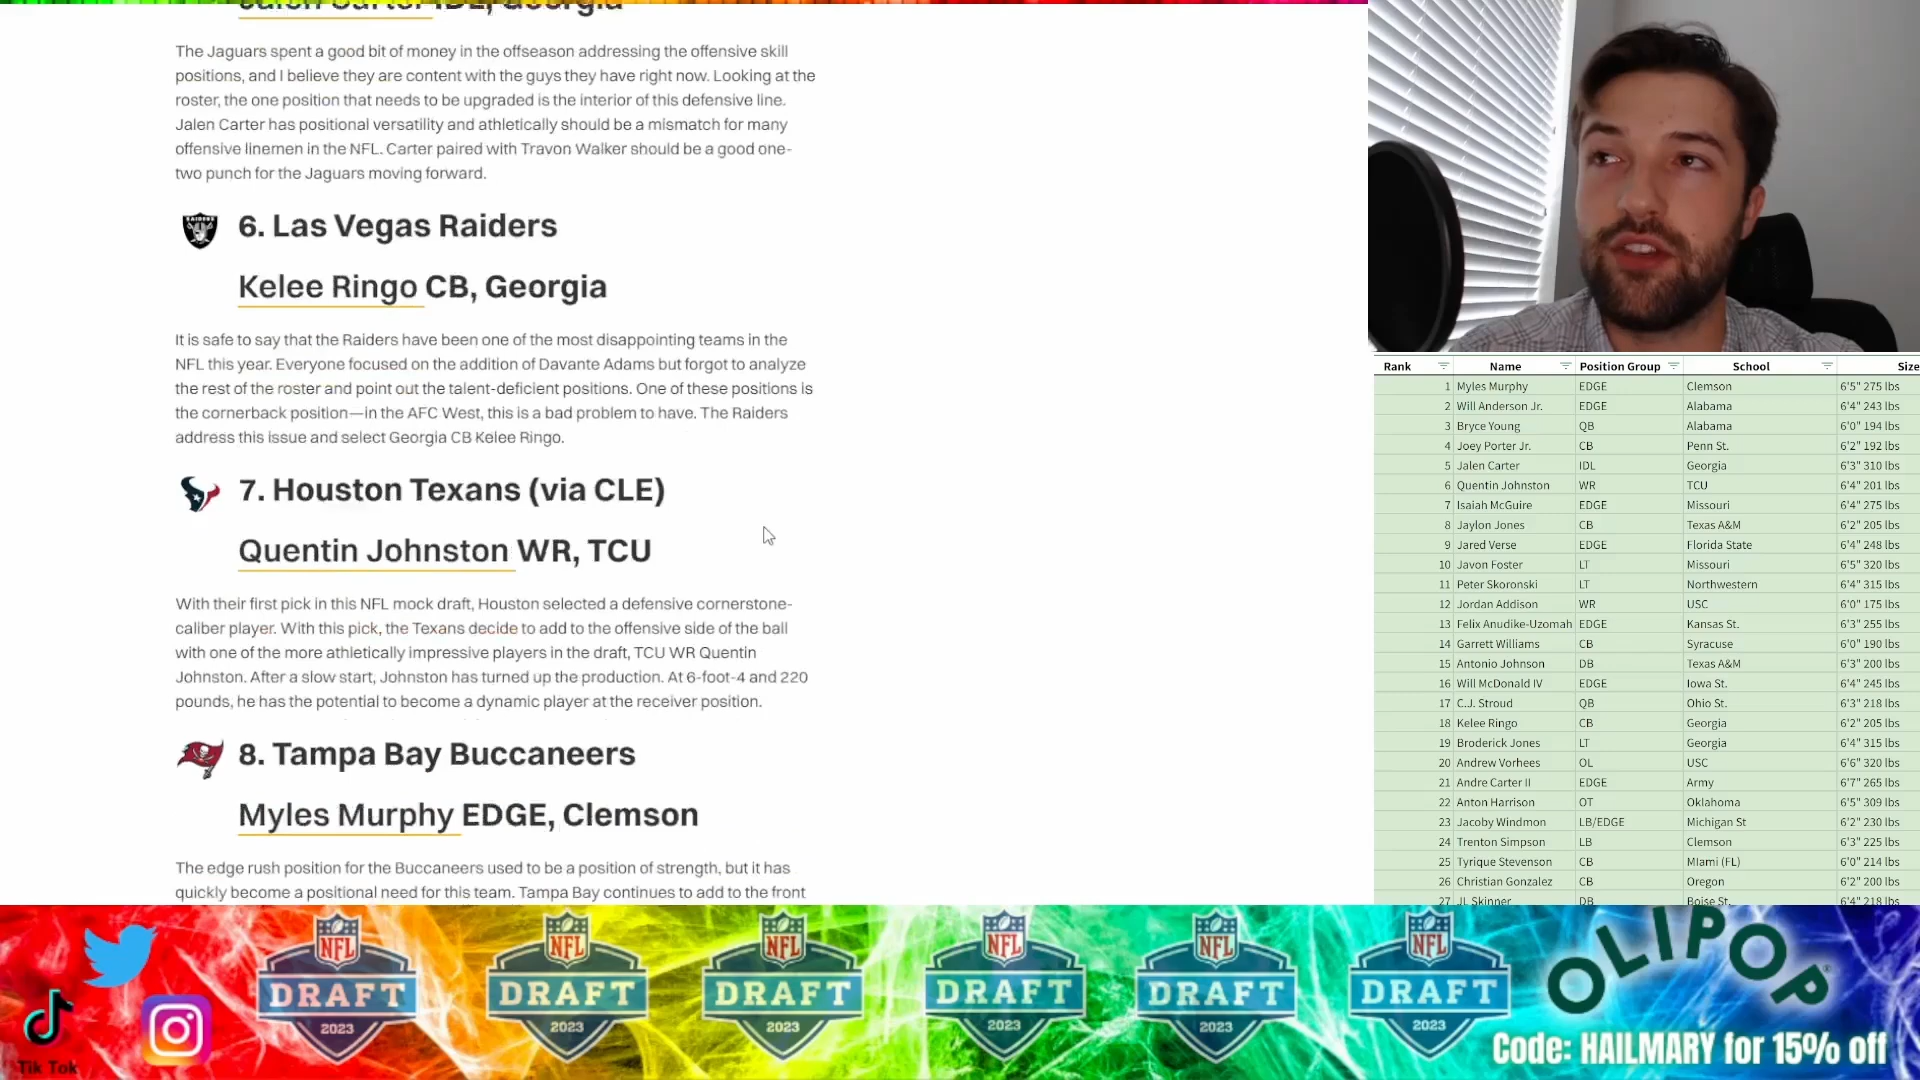 Jalen Carter IDL, Georgia
The Jaguars spent a good bit of money in the offseason addressing the offensive skill
positions, and I believe they are content with the guys they have right now. Looking at the
roster, the one position that needs to be upgraded is the interior of this defensive line.
Jalen Carter has positional versatility and athletically should be a mismatch for many
offensive linemen in the NFL. Carter paired with Travon Walker should be a good one-
two punch for the Jaguars moving forward.
RAIDERS
6. Las Vegas Raiders
Kelee Ringo CB, Georgia
It is safe to say that the Raiders have been one of the most disappointing teams in the
NFL this year. Everyone focused on the addition of Davante Adams but forgot to analyze
the rest of the roster and point out the talent-deficient positions. One of these positions is
the cornerback position—in the AFC West, this is a bad problem to have. The Raiders
address this issue and select Georgia CB Kelee Ringo.
7. Houston Texans (via CLE)
Quentin Johnston WR, TCU
With their first pick in this NFL mock draft, Houston selected a defensive cornerstone-
caliber player. With this pick, the Texans decide to add to the offensive side of the ball
with one of the more athletically impressive players in the draft, TCU WR Quentin
Johnston. After a slow start, Johnston has turned up the production. At 6-foot-4 and 220
pounds, he has the potential to become a dynamic player at the receiver position.
8. Tampa Bay Buccaneers
Myles Murphy EDGE, Clemson
The edge rush position for the Buccaneers used to be a position of strength, but it has
quickly become a positional need for this team. Tampa Bay continues to add to the front
Rank Name Position Group School Size
1 Myles Murphy EDGE Clemson 6'5" 275 lbs
2 Will Anderson Jr. EDGE Alabama 6'4" 243 lbs
3 Bryce Young QB Alabama 6'0" 194 lbs
4 Joey Porter Jr. CB Penn St. 6'2" 192 lbs
5 Jalen Carter IDL Georgia 6'3" 310 lbs
6 Quentin Johnston WR TCU 6'4" 201 lbs
7 Isaiah McGuire EDGE Missouri 6'4" 275 lbs
8 Jaylon Jones CB Texas A&M 6'2" 205 lbs
9 Jared Verse EDGE Florida State 6'4" 248 lbs
10 Javon Foster LT Missouri 6'5" 320 lbs
11 Peter Skoronski LT Northwestern 6'4" 315 lbs
12 Jordan Addison WR USC 6'0" 175 lbs
13 Felix Anudike-Uzomah EDGE Kansas St. 6'3" 255 lbs
14 Garrett Williams CB Syracuse 6'0" 190 lbs
15 Antonio Johnson DB Texas A&M 6'3" 200 lbs
16 Will McDonald IV EDGE Iowa St. 6'4" 245 lbs
17 C.J. Stroud QB Ohio St. 6'3" 218 lbs
18 Kelee Ringo CB Georgia 6'2" 205 lbs
19 Broderick Jones LT Georgia 6'4" 315 lbs
20 Andrew Vorhees OL USC 6'6" 320 lbs
21 Andre Carter II EDGE Army 6'7" 265 lbs
22 Anton Harrison OT Oklahoma 6'5" 309 lbs
23 Jacoby Windmon LB/EDGE Michigan St 6'2" 230 lbs
24 Trenton Simpson LB Clemson 6'3" 225 lbs
25 Tyrique Stevenson CB MIami (FL) 6'0" 214 lbs
26 Christian Gonzalez CB Oregon 6'2" 200 lbs
27 JL Skinner DB Boise St. 6'4" 218 lbs
NFL NFL NFL NFL NFL NFL
DRAFT DRAFT DRAFT DRAFT DRAFT DRAFT
2023 2023 2023 2023 2023 2023
Tik Tok
OLIPOP
Code: HAILMARY for 15% off